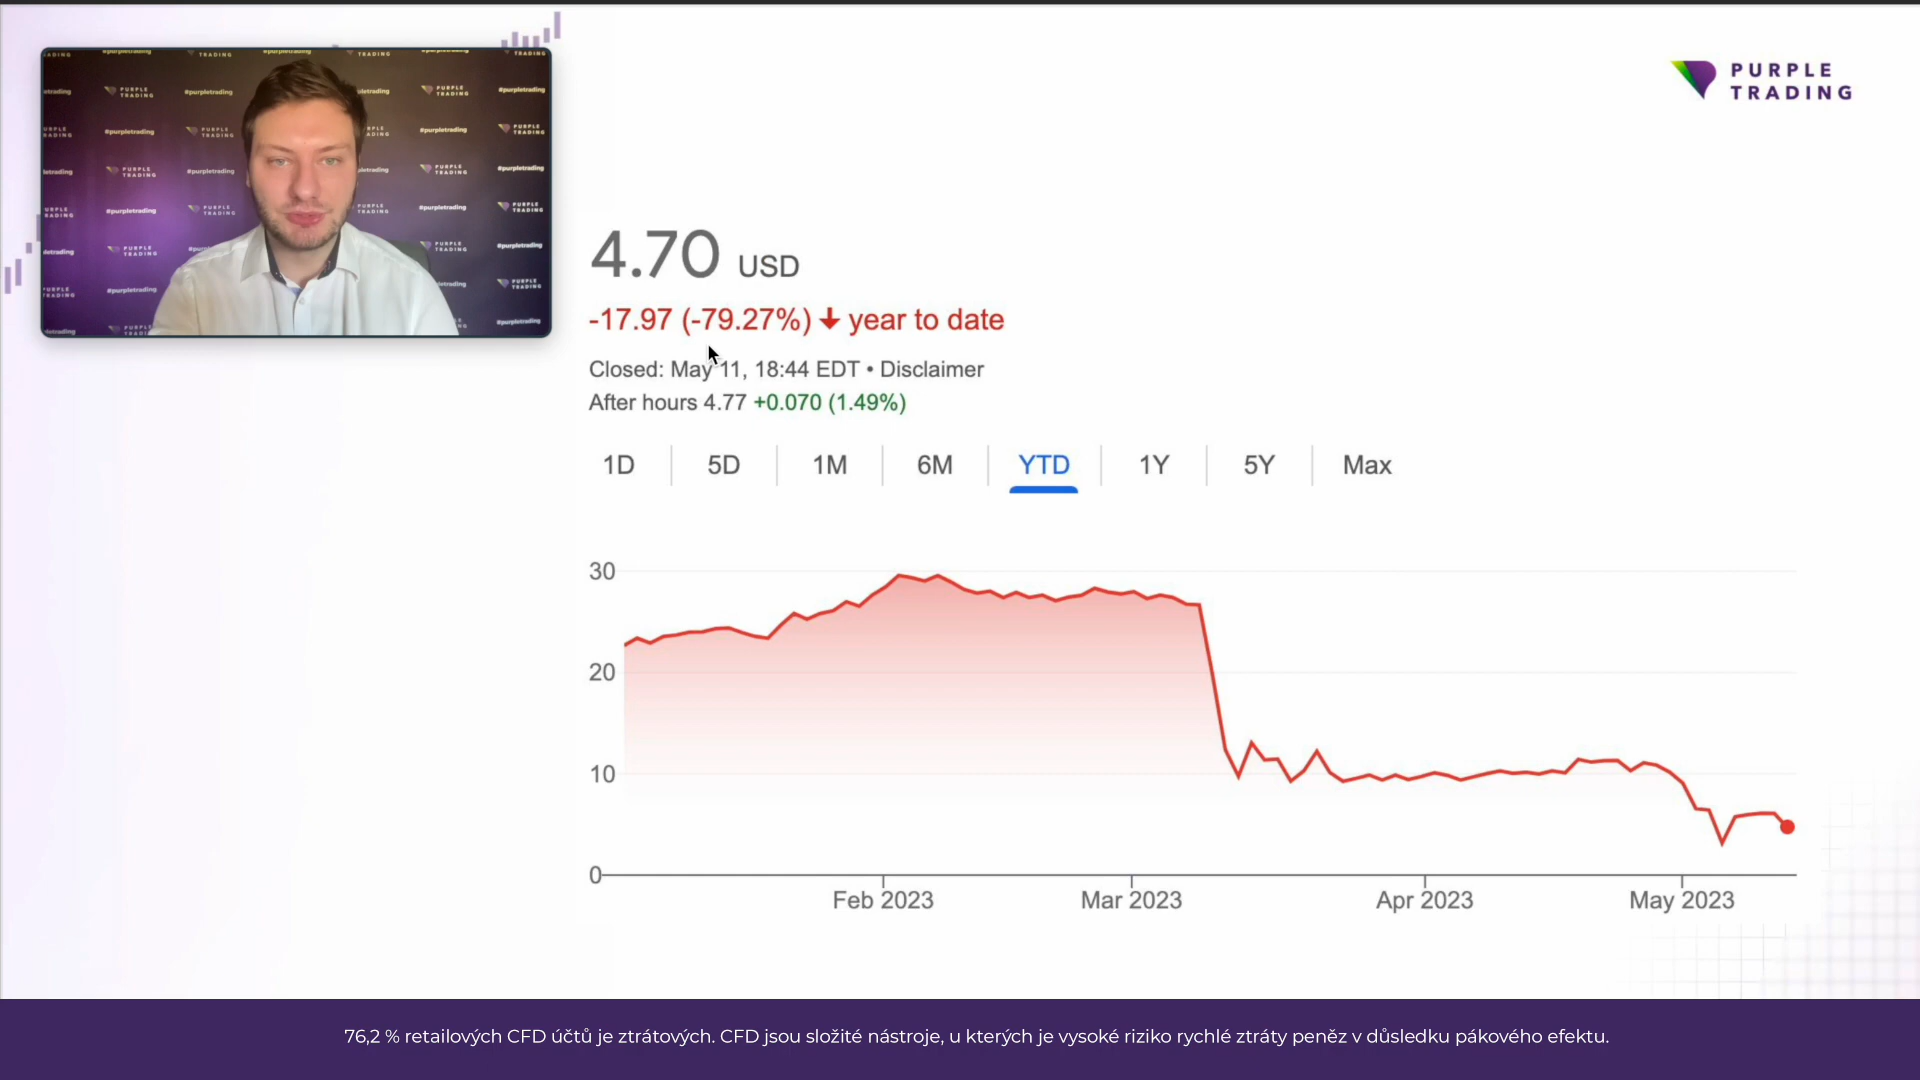 PURPLE
TRADING
#purpletrading
4.70 USD
-17.97 (-79.27%) ↓ year to date
Closed: May 11, 18:44 EDT • Disclaimer
After hours 4.77 +0.070 (1.49%)
1D 5D 1M 6M YTD 1Y 5Y Max
30
20
10
0
Feb 2023 Mar 2023 Apr 2023 May 2023
76,2 % retailových CFD účtů je ztrátových. CFD jsou složité nástroje, u kterých je vysoké riziko rychlé ztráty peněz v důsledku pákového efektu.